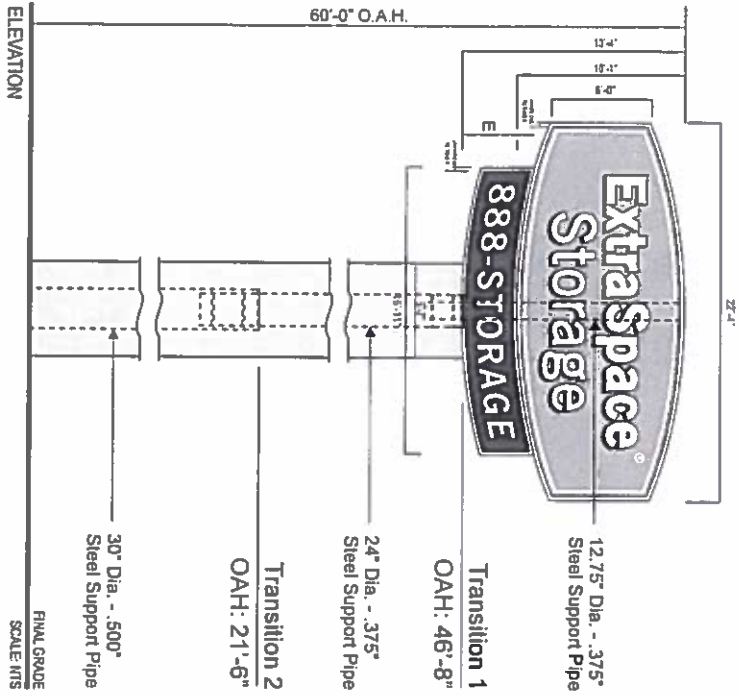 60'-0" O.A.H.
13'-4"
10'-1"
6'-0"
22'-4"
E
ExtraSpace
Storage
888-STORAGE
12.75" Dia. - .375"
Steel Support Pipe
Transition 1
OAH: 46'-8"
24" Dia. - .375"
Steel Support Pipe
Transition 2
OAH: 21'-6"
30" Dia. - .500"
Steel Support Pipe
ELEVATION
FINAL GRADE
SCALE: NTS